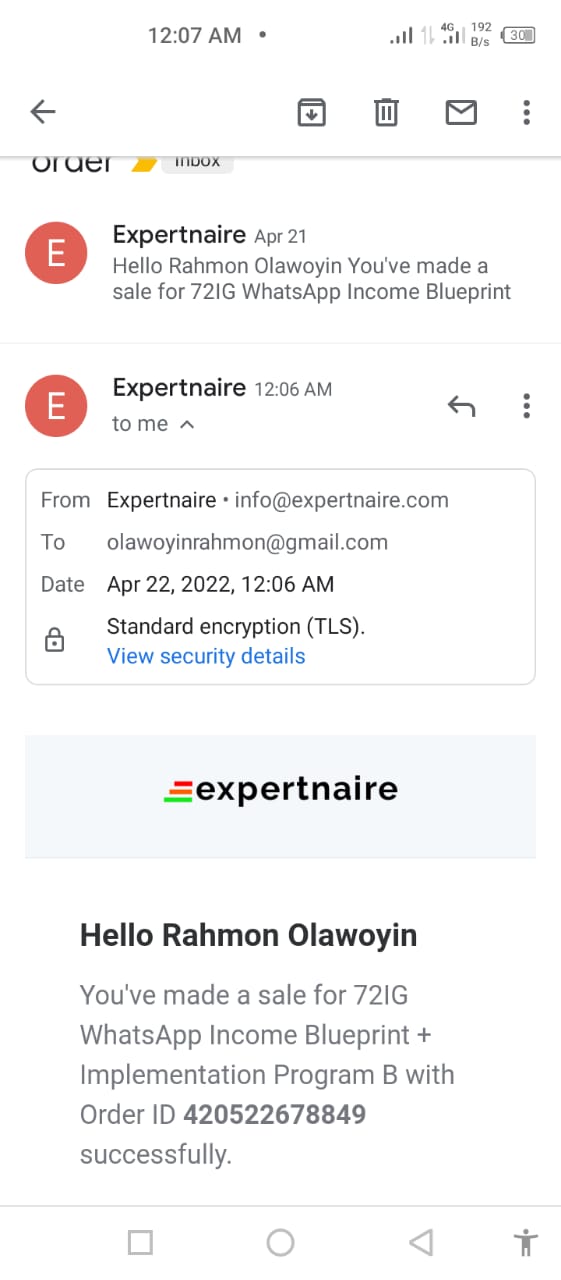 12:07 AM •
4G 192 B/s 30
order Inbox
E
Expertnaire Apr 21
Hello Rahmon Olawoyin You've made a
sale for 72IG WhatsApp Income Blueprint
E
Expertnaire 12:06 AM
to me
From Expertnaire • info@expertnaire.com
To olawoyinrahmon@gmail.com
Date Apr 22, 2022, 12:06 AM
Standard encryption (TLS).
View security details
expertnaire
Hello Rahmon Olawoyin
You've made a sale for 72IG
WhatsApp Income Blueprint +
Implementation Program B with
Order ID 420522678849
successfully.